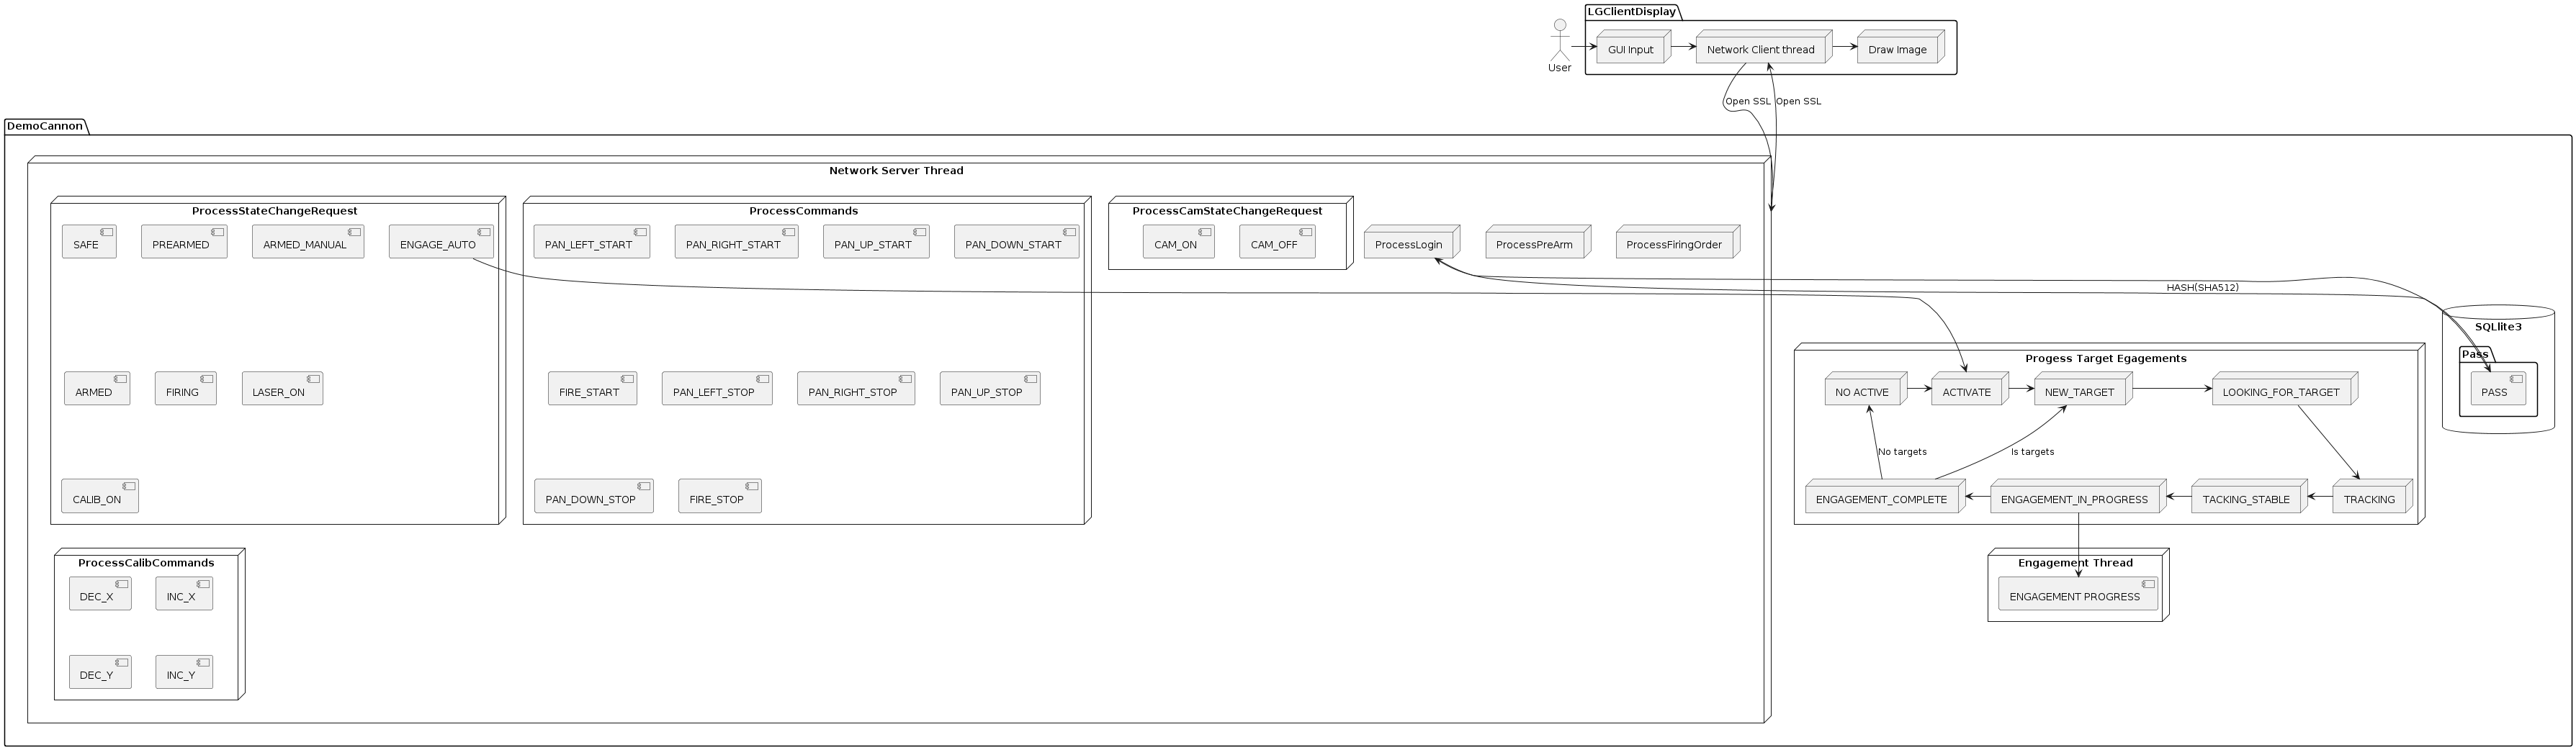 LGClientDisplay
User
GUI Input
Network Client thread
Draw Image
Open SSL
Open SSL
DemoCannon
Network Server Thread
ProcessStateChangeRequest
SAFE
PREARMED
ARMED_MANUAL
ENGAGE_AUTO
ARMED
FIRING
LASER_ON
CALIB_ON
ProcessCommands
PAN_LEFT_START
PAN_RIGHT_START
PAN_UP_START
PAN_DOWN_START
FIRE_START
PAN_LEFT_STOP
PAN_RIGHT_STOP
PAN_UP_STOP
PAN_DOWN_STOP
FIRE_STOP
ProcessCamStateChangeRequest
CAM_ON
CAM_OFF
ProcessLogin
ProcessPreArm
ProcessFiringOrder
ProcessCalibCommands
DEC_X
INC_X
DEC_Y
INC_Y
HASH(SHA512)
SQLlite3
Pass
PASS
Progess Target Egagements
NO ACTIVE
ACTIVATE
NEW_TARGET
LOOKING_FOR_TARGET
No targets
Is targets
ENGAGEMENT_COMPLETE
ENGAGEMENT_IN_PROGRESS
TACKING_STABLE
TRACKING
Engagement Thread
ENGAGEMENT PROGRESS